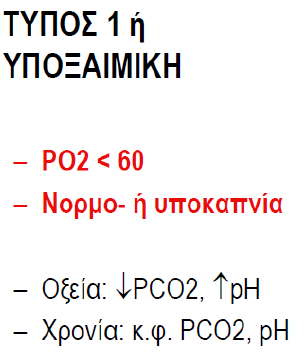 ΤΥΠΟΣ 1 ή
ΥΠΟΞΑΙΜΙΚΗ
– PO2 < 60
– Νορμο- ή υποκαπνία
– Οξεία: ↓PCO2, ↑pH
– Χρονία: κ.φ. PCO2, pH